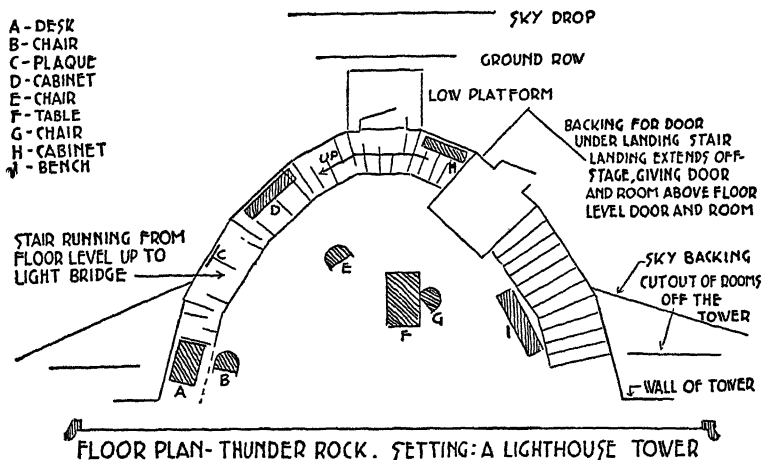 A-DESK
B-CHAIR
C-PLAQUE
D-CABINET
E-CHAIR
F-TABLE
G-CHAIR
H-CABINET
I-BENCH
SKY DROP
GROUND ROW
LOW PLATFORM
BACKING FOR DOOR
UNDER LANDING STAIR
LANDING EXTENDS OFF-
STAGE, GIVING DOOR
AND ROOM ABOVE FLOOR
LEVEL DOOR AND ROOM
UP
H
D
STAIR RUNNING FROM
FLOOR LEVEL UP TO
LIGHT BRIDGE
C
E
F
G
I
SKY BACKING
CUTOUT OF ROOMS
OFF THE
TOWER
A
B
WALL OF TOWER
FLOOR PLAN-THUNDER ROCK. SETTING: A LIGHTHOUSE TOWER